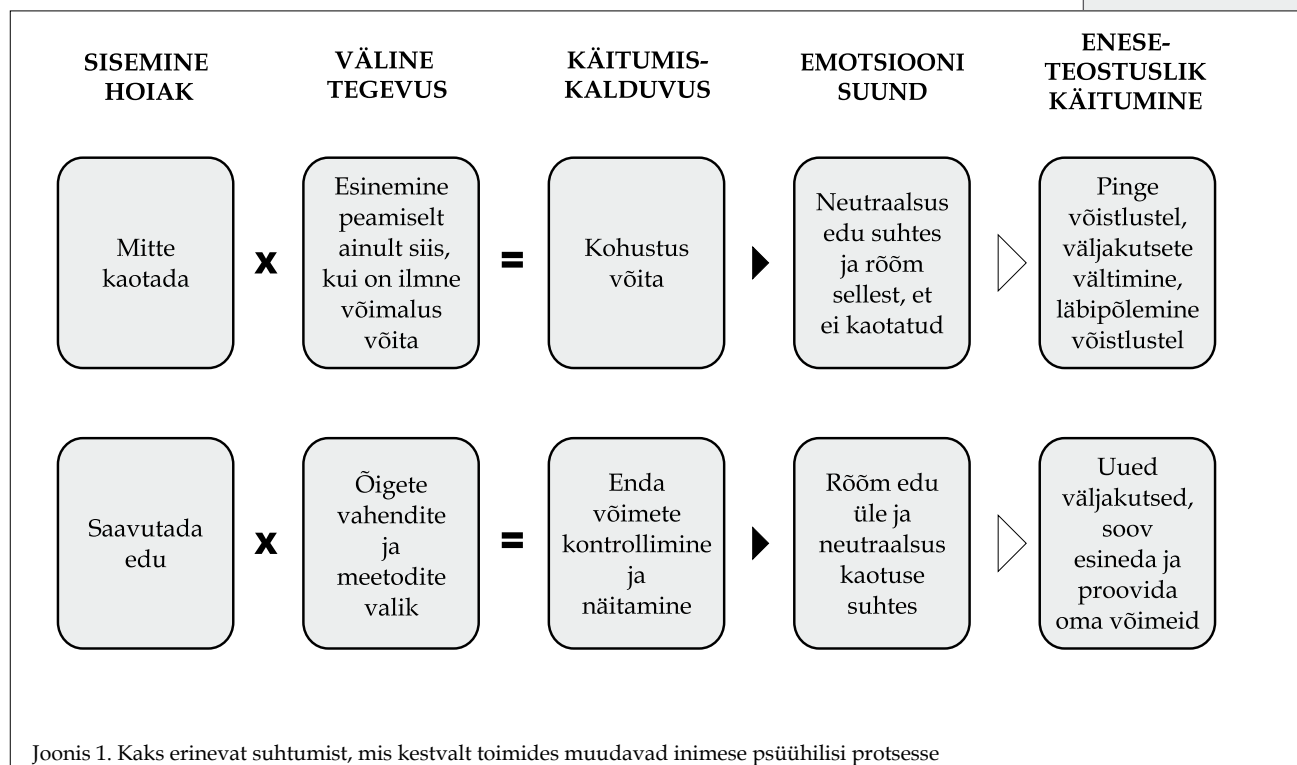 SISEMINE
HOIAK
VÄLINE
TEGEVUS
KÄITUMIS-
KALDUVUS
EMOTSIOONI
SUUND
ENESE-
TEOSTUSLIK
KÄITUMINE
Mitte
kaotada
x
Esinemine
peamiselt
ainult siis,
kui on ilmne
võimalus
võita
=
Kohustus
võita
Neutraalsus
edu suhtes
ja rõõm
sellest, et
ei kaotatud
Pinge
võistlustel,
väljakutsete
vältimine,
läbipõlemine
võistlustel
Saavutada
edu
x
Õigete
vahendite
ja
meetodite
valik
=
Enda
võimete
kontrollimine
ja
näitamine
Rõõm edu
üle ja
neutraalsus
kaotuse
suhtes
Uued
väljakutsed,
soov
esineda ja
proovida
oma võimeid
Joonis 1. Kaks erinevat suhtumist, mis kestvalt toimides muudavad inimese psüühilisi protsesse